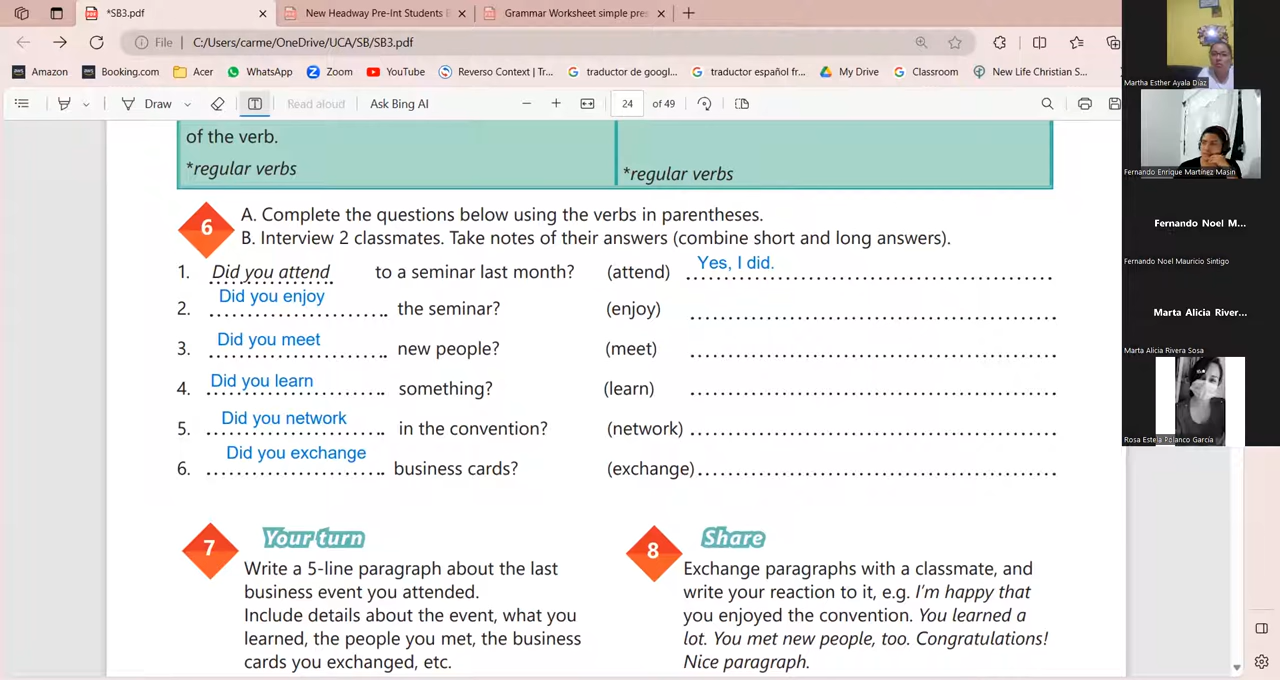 *SB3.pdf
New Headway Pre-Int Students E
Grammar Worksheet simple pres
File C:/Users/carme/OneDrive/UCA/SB/SB3.pdf
Amazon Booking.com Acer WhatsApp Zoom YouTube Reverso Context | Tr... traductor de googl... traductor español fr... My Drive Classroom New Life Christian S...
Draw Read aloud Ask Bing AI 24 of 49
of the verb.
*regular verbs
*regular verbs
6
A. Complete the questions below using the verbs in parentheses.
B. Interview 2 classmates. Take notes of their answers (combine short and long answers).
1. Did you attend to a seminar last month? (attend) Yes, I did.
2. Did you enjoy the seminar? (enjoy)
3. Did you meet new people? (meet)
4. Did you learn something? (learn)
5. Did you network in the convention? (network)
6. Did you exchange business cards? (exchange)
7 Your turn
Write a 5-line paragraph about the last
business event you attended.
Include details about the event, what you
learned, the people you met, the business
cards you exchanged, etc.
8 Share
Exchange paragraphs with a classmate, and
write your reaction to it, e.g. I'm happy that
you enjoyed the convention. You learned a
lot. You met new people, too. Congratulations!
Nice paragraph.
Martha Esther Ayala Díaz
Fernando Enrique Martínez Masin
Fernando Noel M...
Fernando Noel Mauricio Sintigo
Marta Alicia River...
Marta Alicia Rivera Sosa
Rosa Estela Polanco García